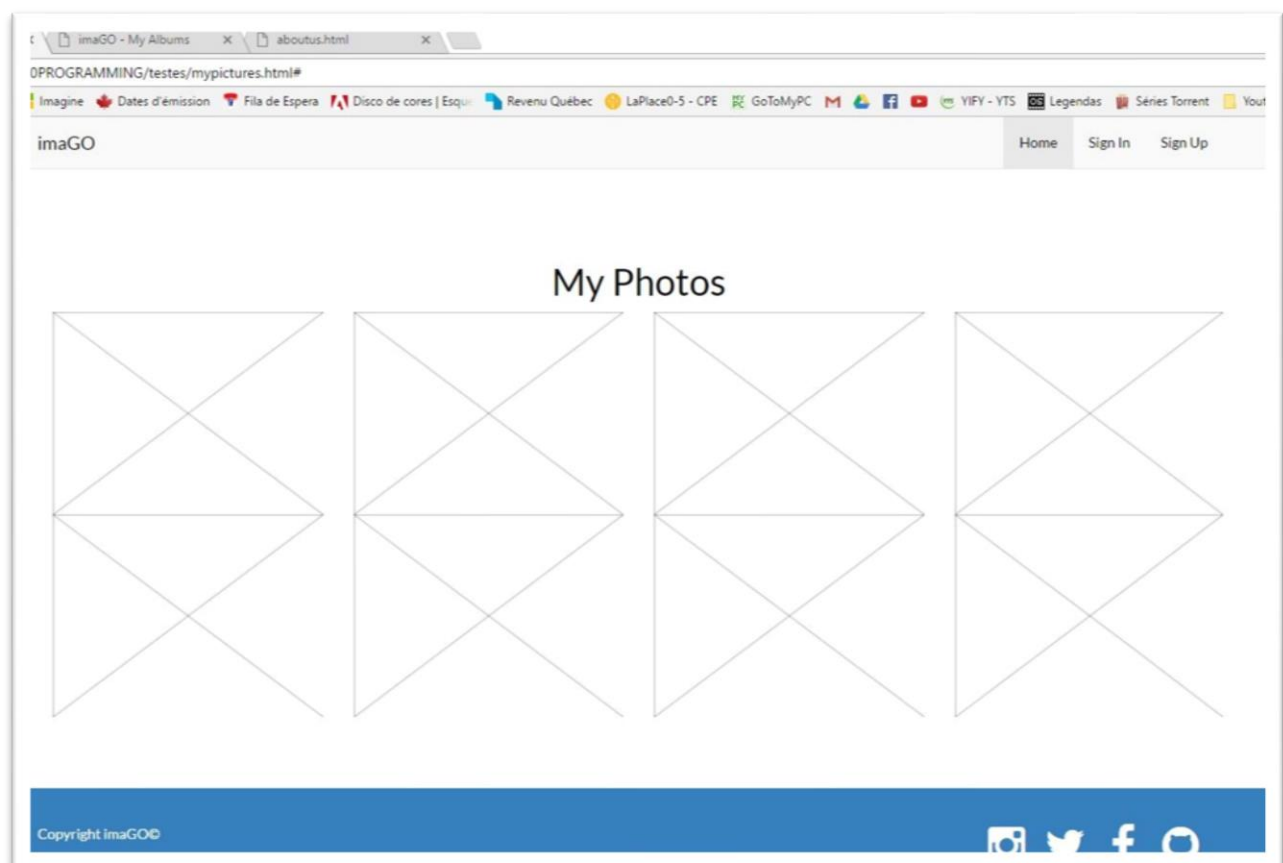 imaGO - My Albums aboutus.html
0PROGRAMMING/testes/mypictures.html#
Imagine Dates d'émission Fila de Espera Disco de cores | Esqu Revenu Québec LaPlace0-5 - CPE GoToMyPC YIFY - YTS OS Legendas Séries Torrent Yout
imaGO Home Sign In Sign Up
My Photos
Copyright imaGO©